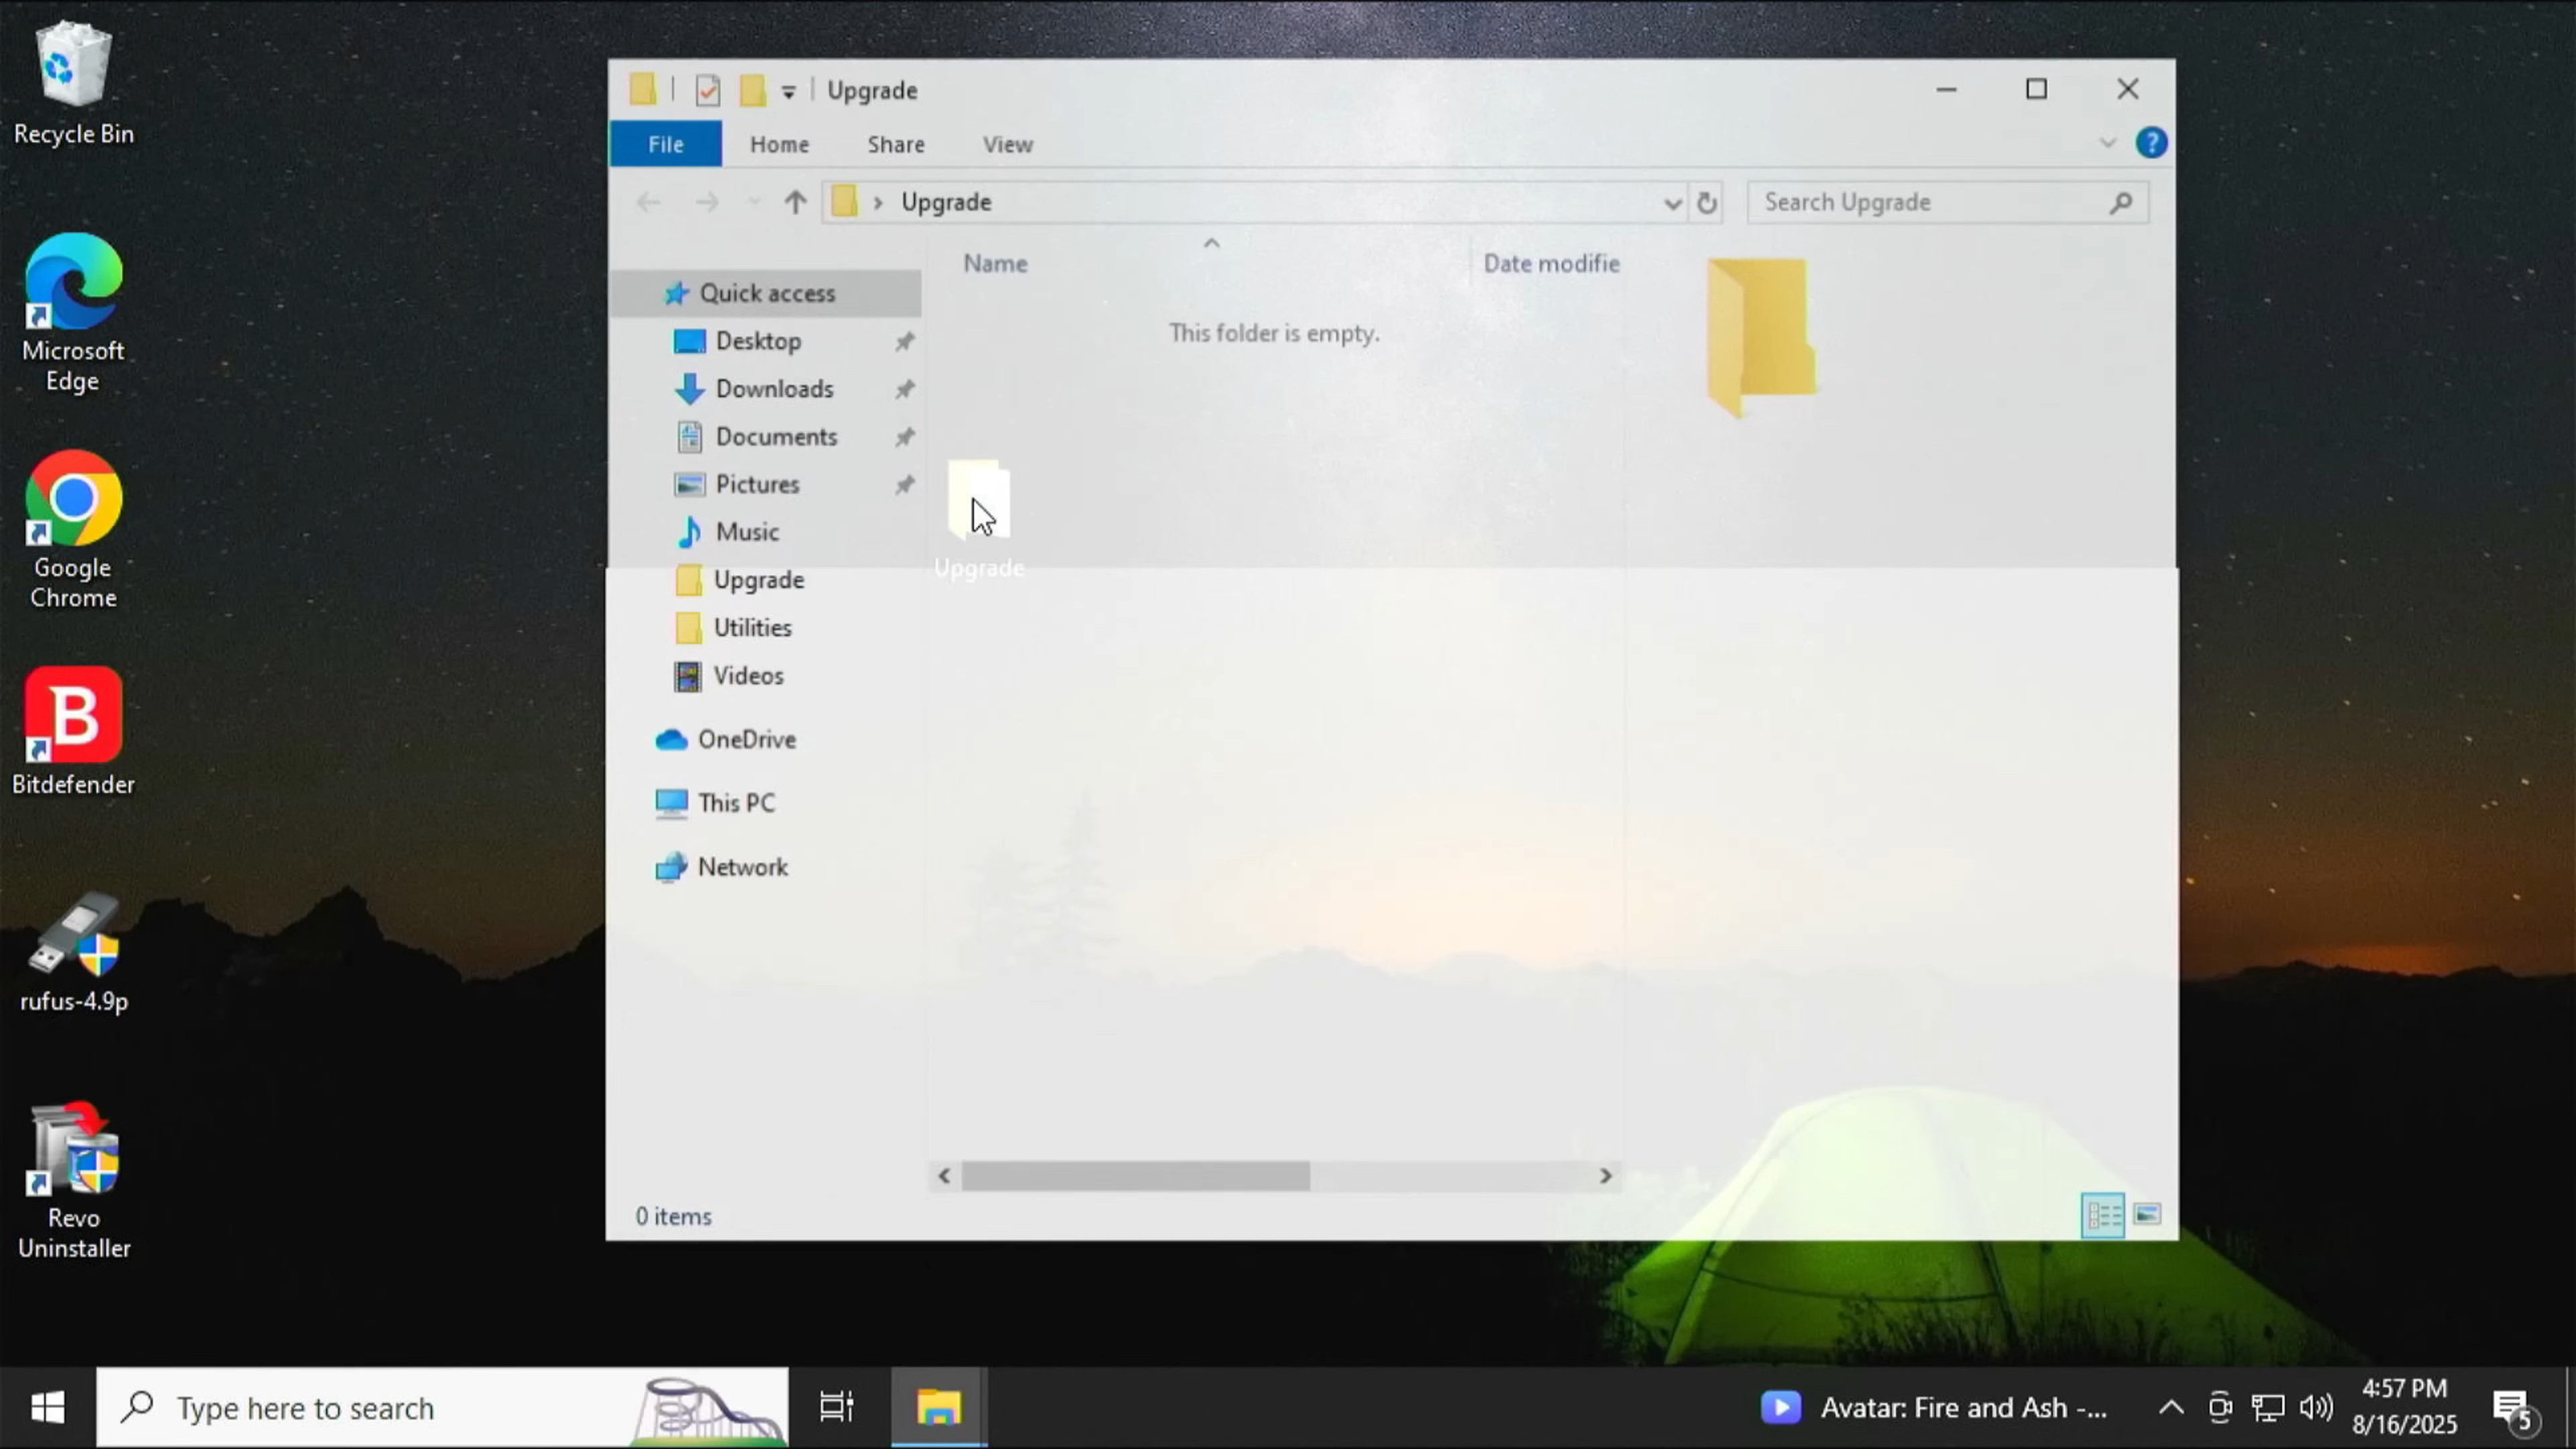 Recycle Bin
Microsoft
Edge
Google
Chrome
Bitdefender
rufus-4.9p
Revo
Uninstaller
Upgrade
File Home Share View
Upgrade
Search Upgrade
Name
Date modifie
This folder is empty.
Quick access
Desktop
Downloads
Documents
Pictures
Music
Upgrade
Utilities
Videos
OneDrive
This PC
Network
Upgrade
0 items
Type here to search
Avatar: Fire and Ash -...
4:57 PM
8/16/2025
5